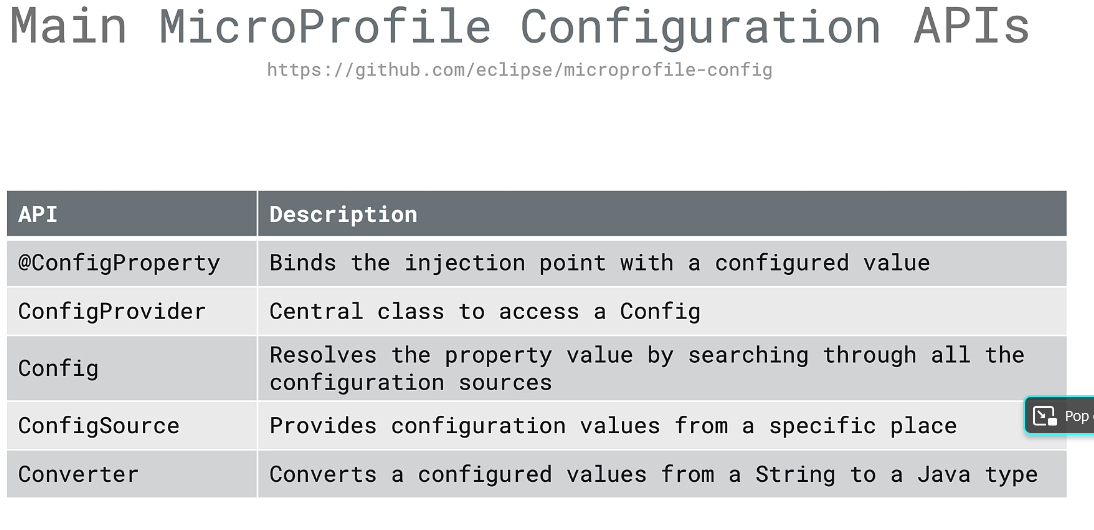 Main MicroProfile Configuration APIs
https://github.com/eclipse/microprofile-config
API Description
@ConfigProperty Binds the injection point with a configured value
ConfigProvider Central class to access a Config
Config Resolves the property value by searching through all the
configuration sources
ConfigSource Provides configuration values from a specific place
Pop
Converter Converts a configured values from a String to a Java type